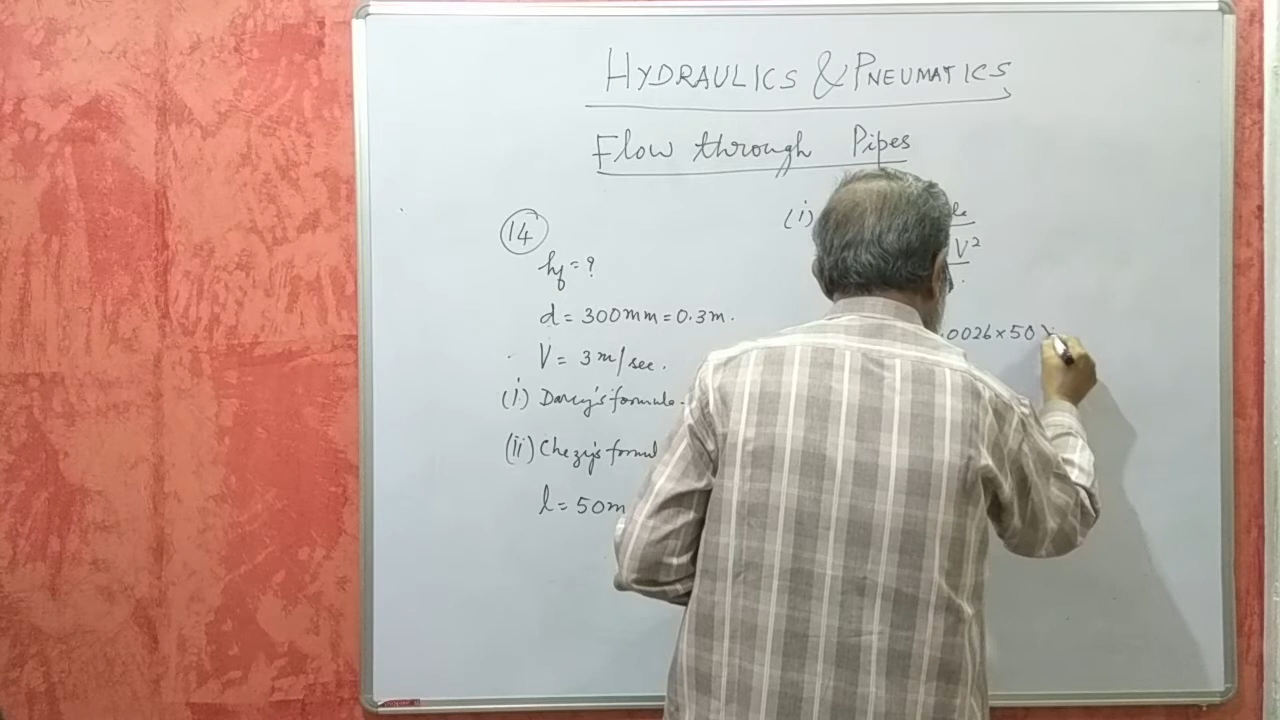 HYDRAULICS & PNEUMATICS
Flow through Pipes
(14)
hf = ?
d = 300mm = 0.3m.
V = 3 m/sec.
(i) Darcy's formula.
(ii) Chezy's formul
l = 50m
(i)
V²
.0026 × 50 ×